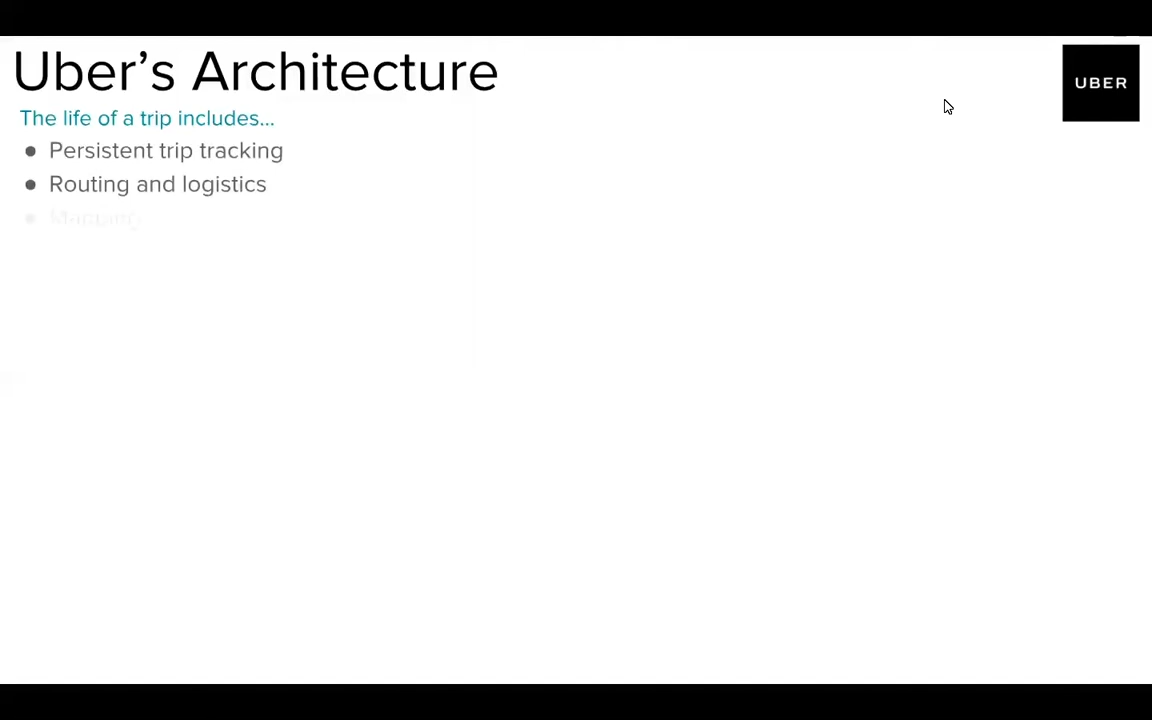 Uber's Architecture
UBER
The life of a trip includes...
● Persistent trip tracking
● Routing and logistics